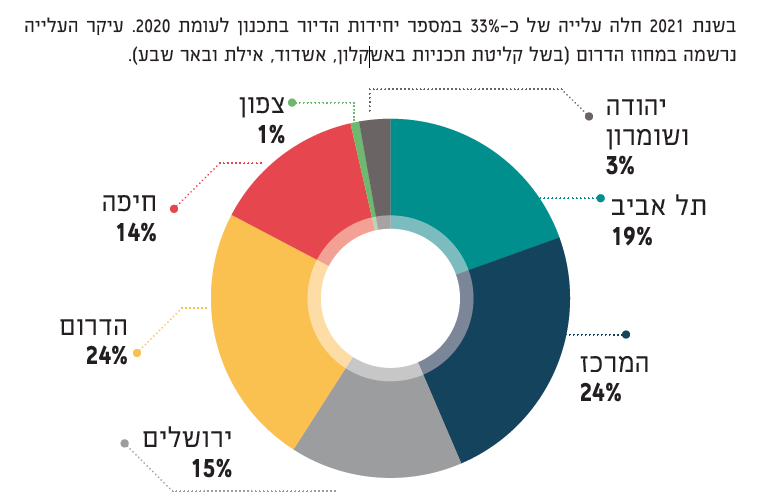 בשנת 2021 חלה עלייה של כ-33% במספר יחידות הדיור בתכנון לעומת 2020. עיקר העלייה
נרשמה במחוז הדרום (בשל קליטת תכניות באשקלון, אשדוד, אילת ובאר שבע).
יהודה
ושומרון
3%
תל אביב
19%
המרכז
24%
ירושלים
15%
הדרום
24%
חיפה
14%
צפון
1%